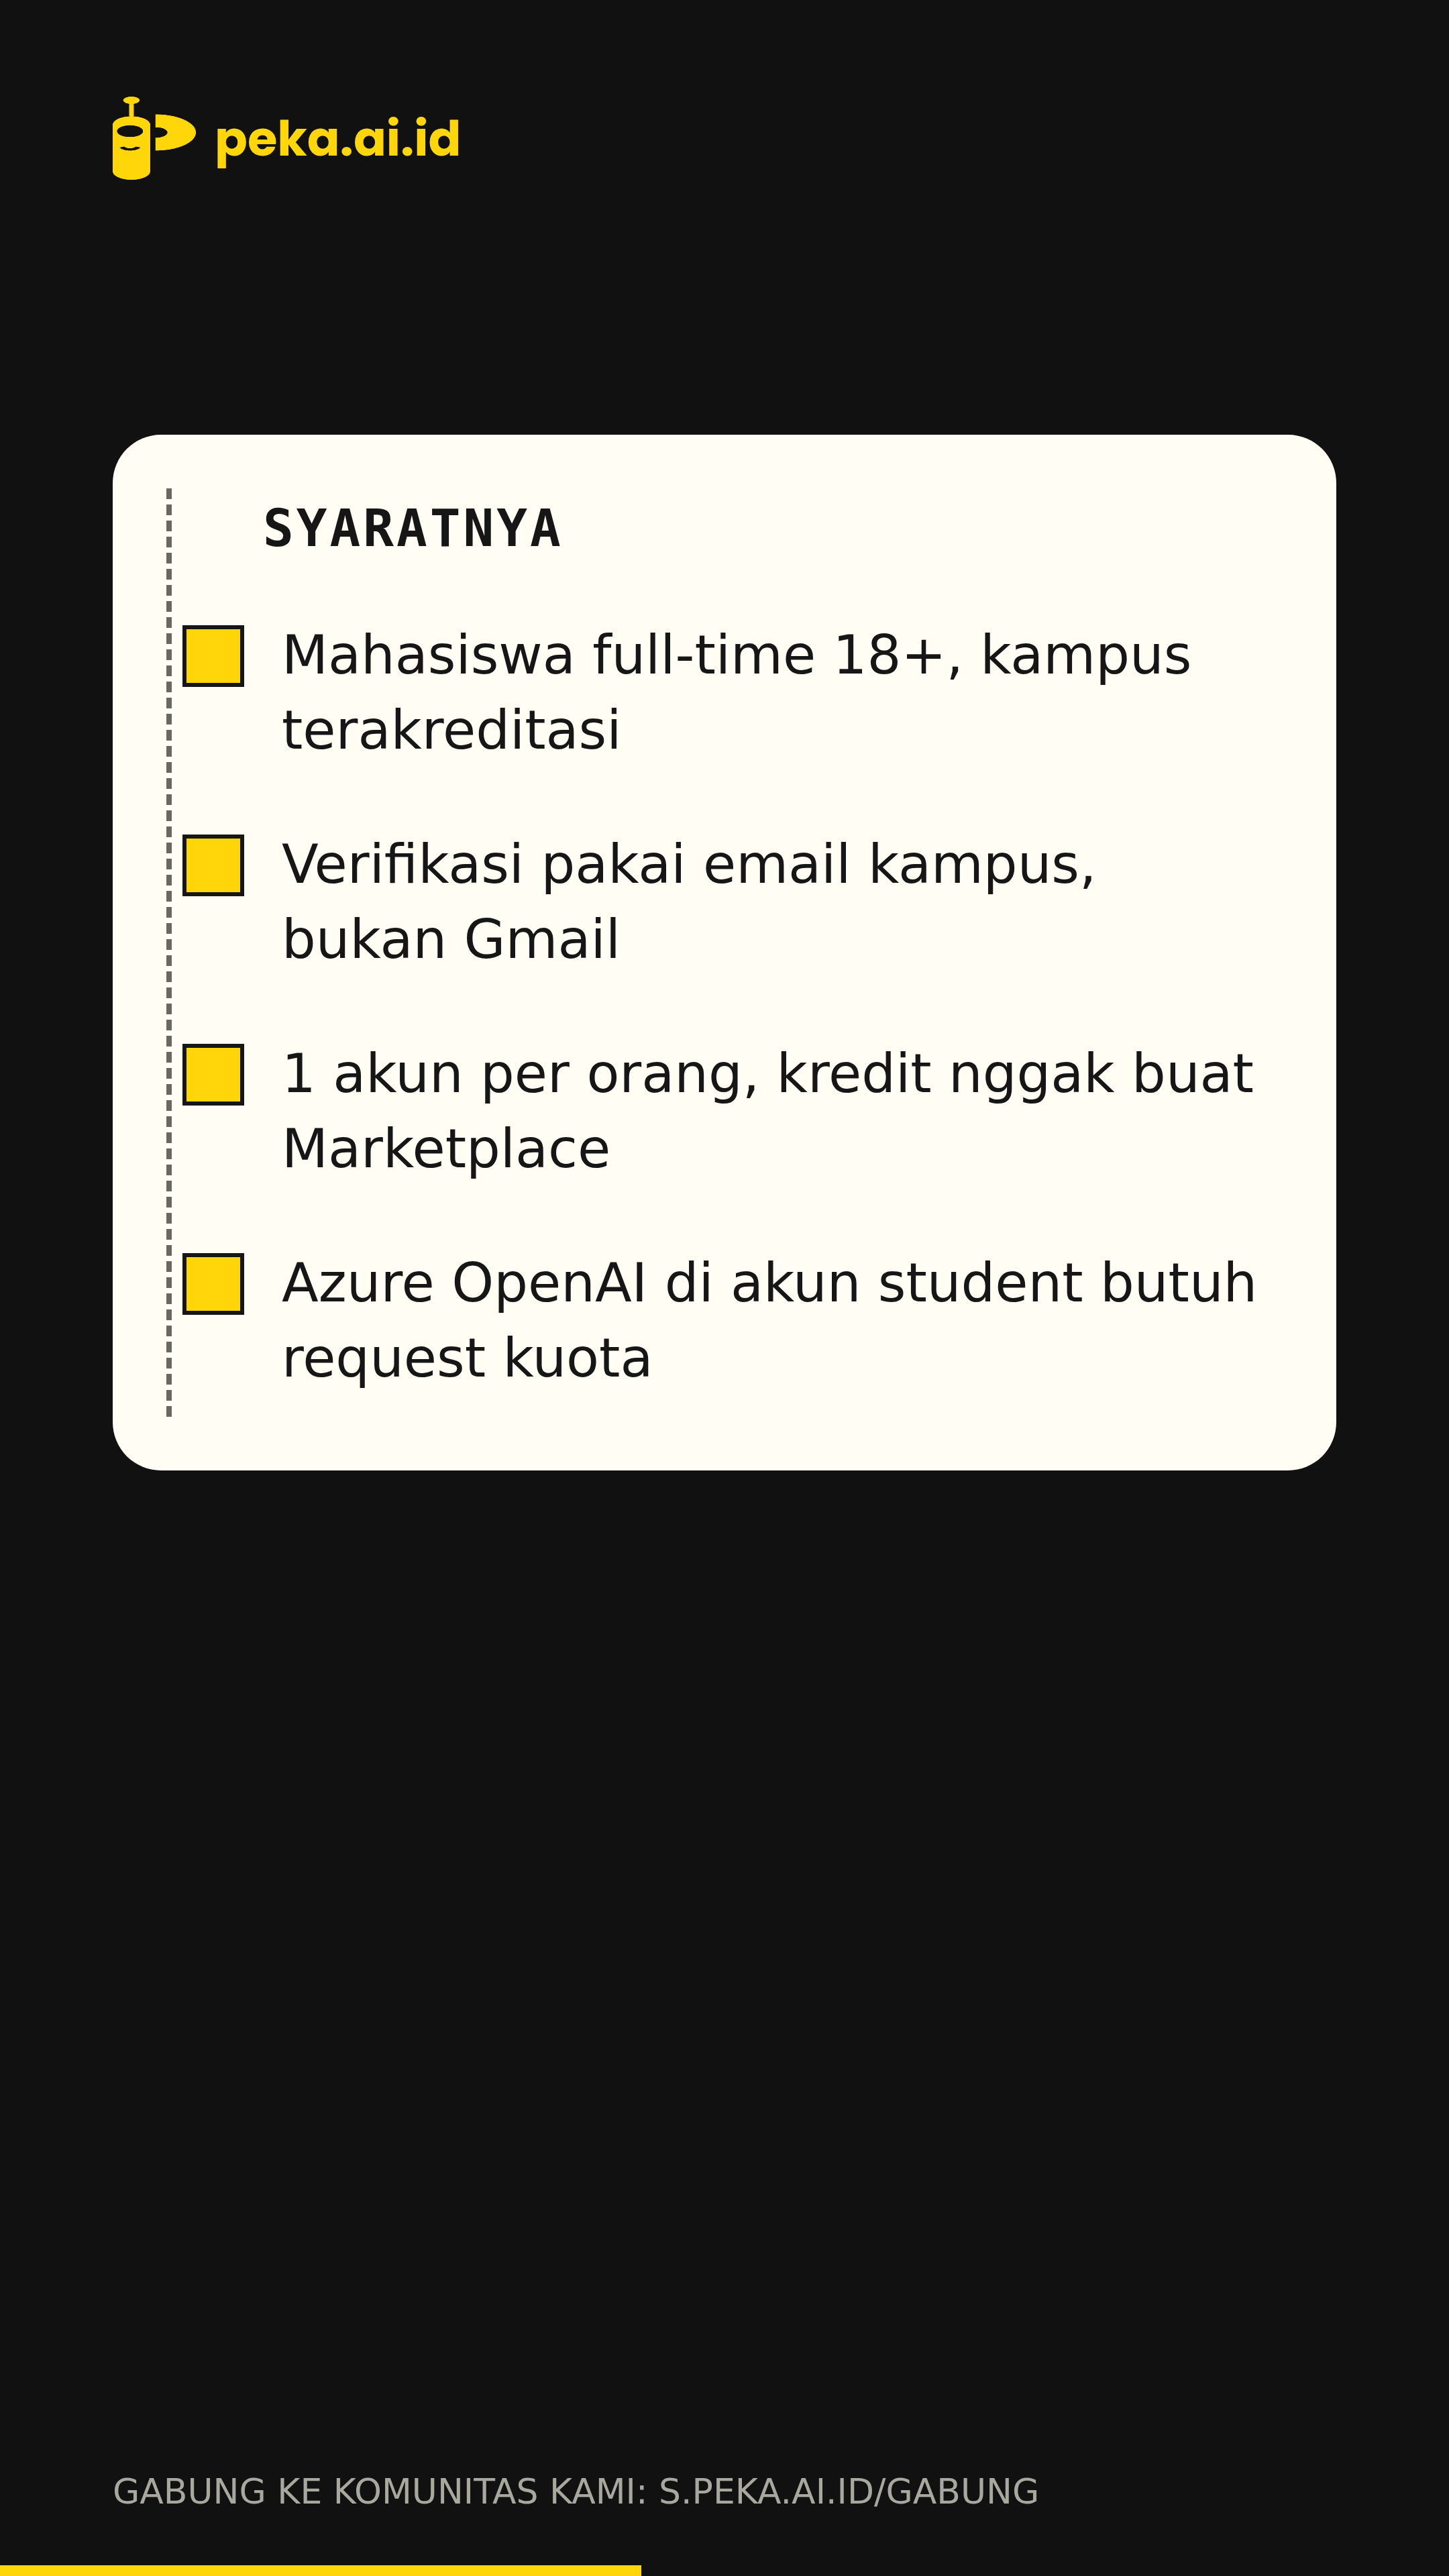 peka.ai.id
SYARATNYA
Mahasiswa full-time 18+, kampus
terakreditasi
Verifikasi pakai email kampus,
bukan Gmail
1 akun per orang, kredit nggak buat
Marketplace
Azure OpenAI di akun student butuh
request kuota
GABUNG KE KOMUNITAS KAMI: S.PEKA.AI.ID/GABUNG